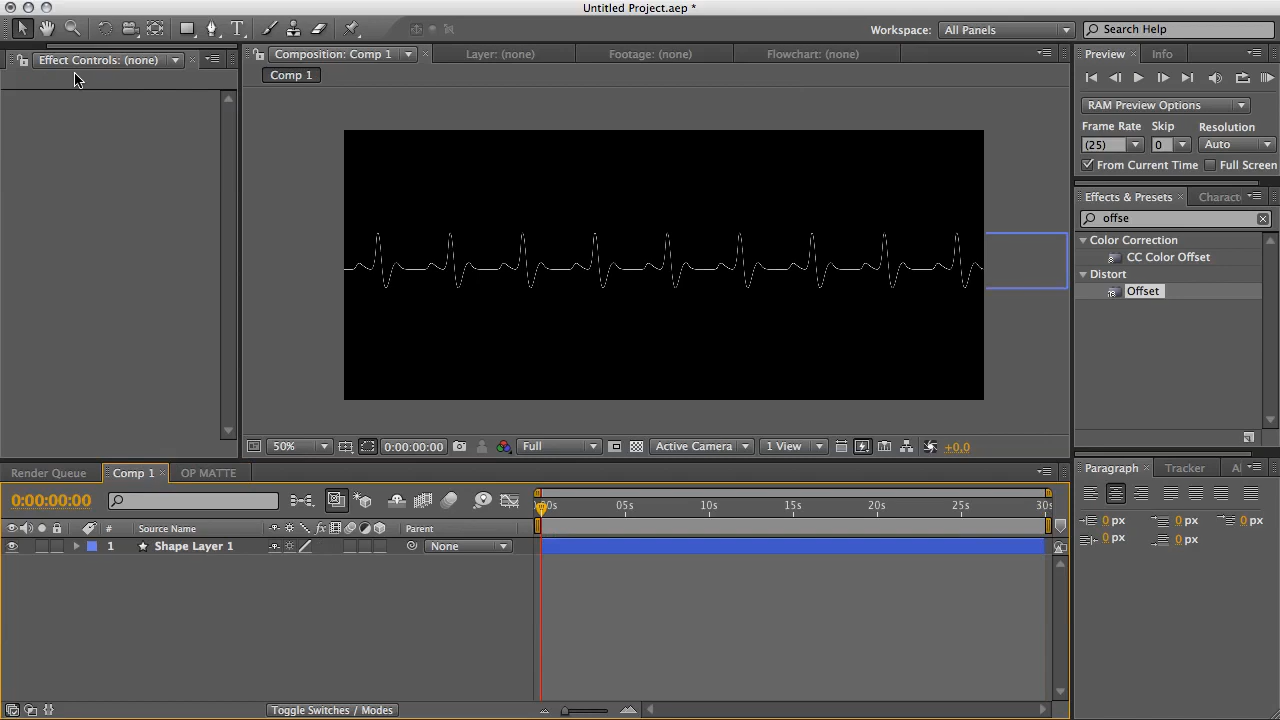 Untitled Project.aep *
T
Workspace: All Panels Search Help
Effect Controls: (none) ×
Composition: Comp 1 × Layer: (none) Footage: (none) Flowchart: (none)
Preview × Info
Comp 1
RAM Preview Options
Frame Rate Skip Resolution
(25) 0 Auto
From Current Time Full Screen
Effects & Presets × Charact
offse
Color Correction
CC Color Offset
Distort
Offset
50% 0:00:00:00 Full Active Camera 1 View +0.0
Render Queue Comp 1 × OP MATTE
Paragraph × Tracker Al
0:00:00:00
00s 05s 10s 15s 20s 25s 30s
# Source Name fx Parent
1 Shape Layer 1 None
0 px 0 px 0 px
0 px 0 px
Toggle Switches / Modes